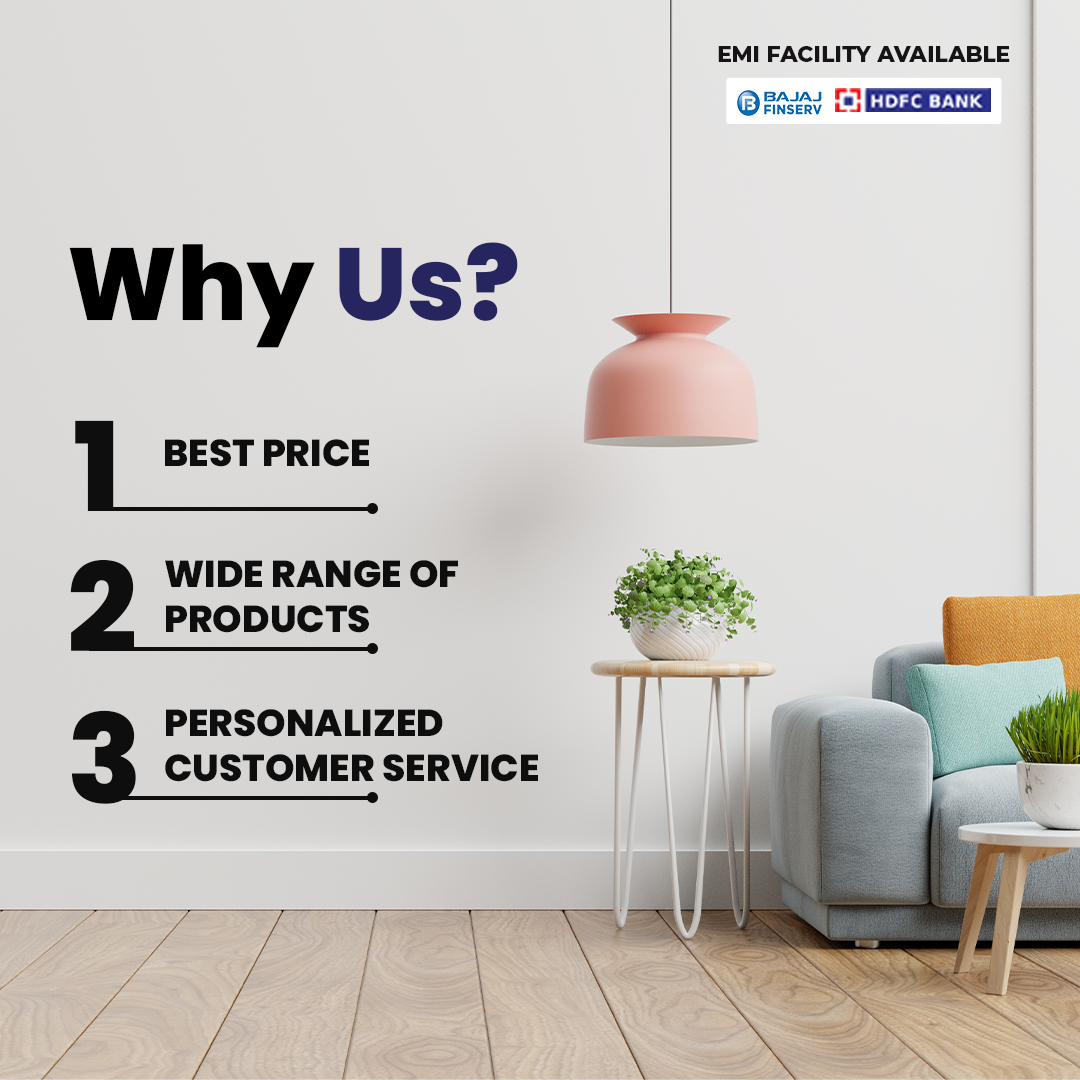 EMI FACILITY AVAILABLE
BAJAJ
FINSERV
HDFC BANK
Why Us?
1
BEST PRICE
2
WIDE RANGE OF
PRODUCTS
3
PERSONALIZED
CUSTOMER SERVICE